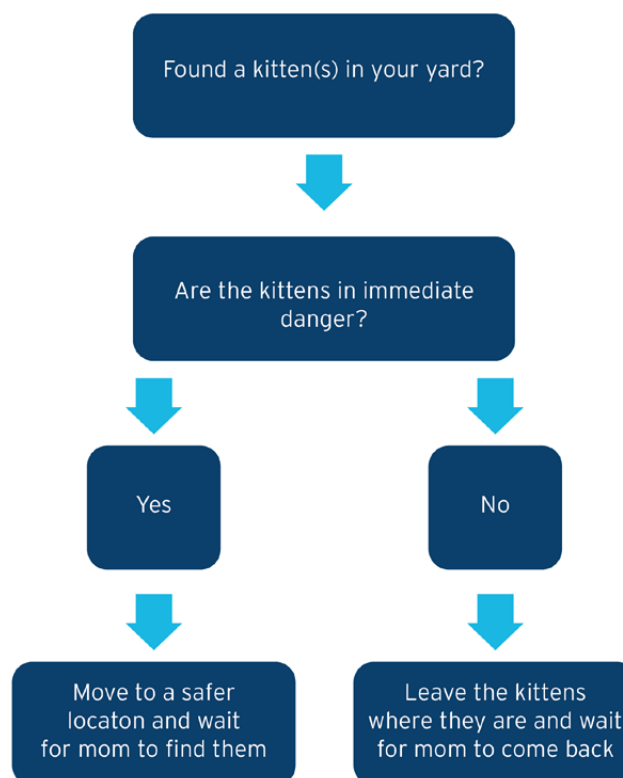 Found a kitten(s) in your yard?
Are the kittens in immediate
danger?
Yes
No
Move to a safer
locaton and wait
for mom to find them
Leave the kittens
where they are and wait
for mom to come back